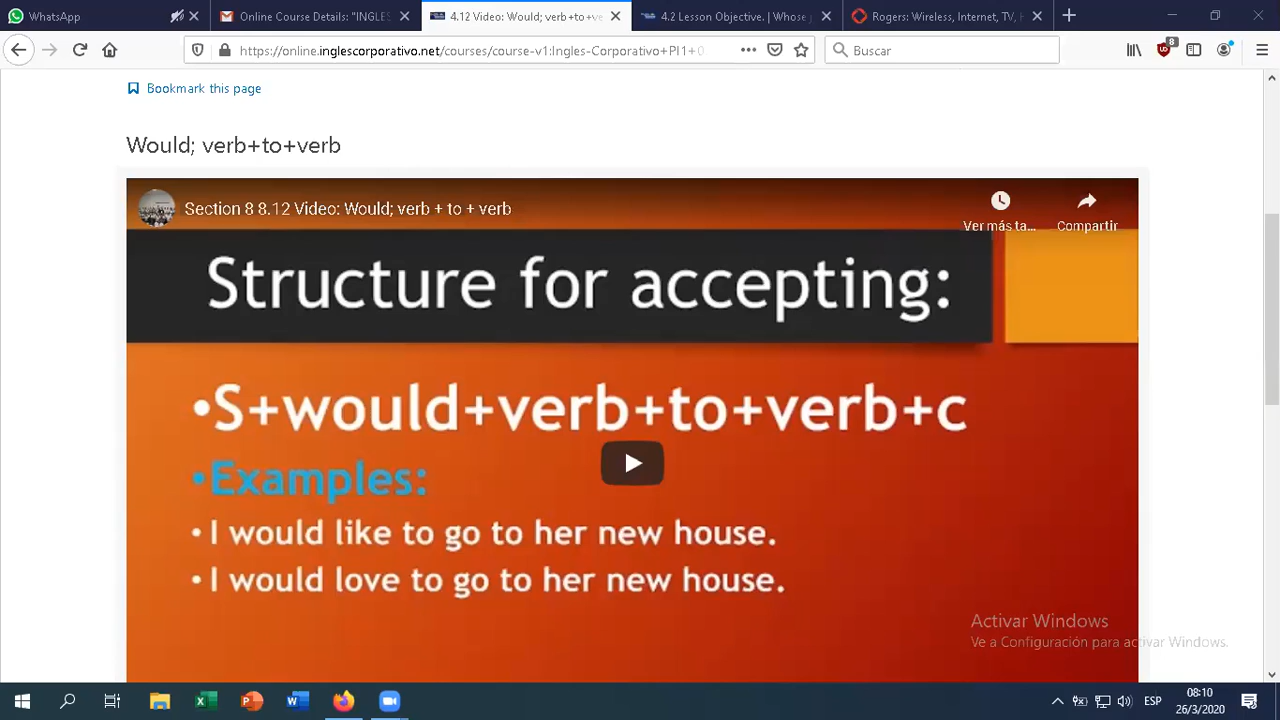 WhatsApp
Online Course Details: "INGLES
4.12 Video: Would; verb+to+ve
4.2 Lesson Objective. | Whose
Rogers: Wireless, Internet, TV, H
https://online.inglescorporativo.net/courses/course-v1:Ingles-Corporativo+PI1+0
Buscar
8
Bookmark this page
Would; verb+to+verb
Section 8 8.12 Video: Would; verb + to + verb
Ver más ta...
Compartir
Structure for accepting:
•S+would+verb+to+verb+c
•Examples:
• I would like to go to her new house.
• I would love to go to her new house.
Activar Windows
Ve a Configuración para activar Windows.
ESP
08:10
26/3/2020